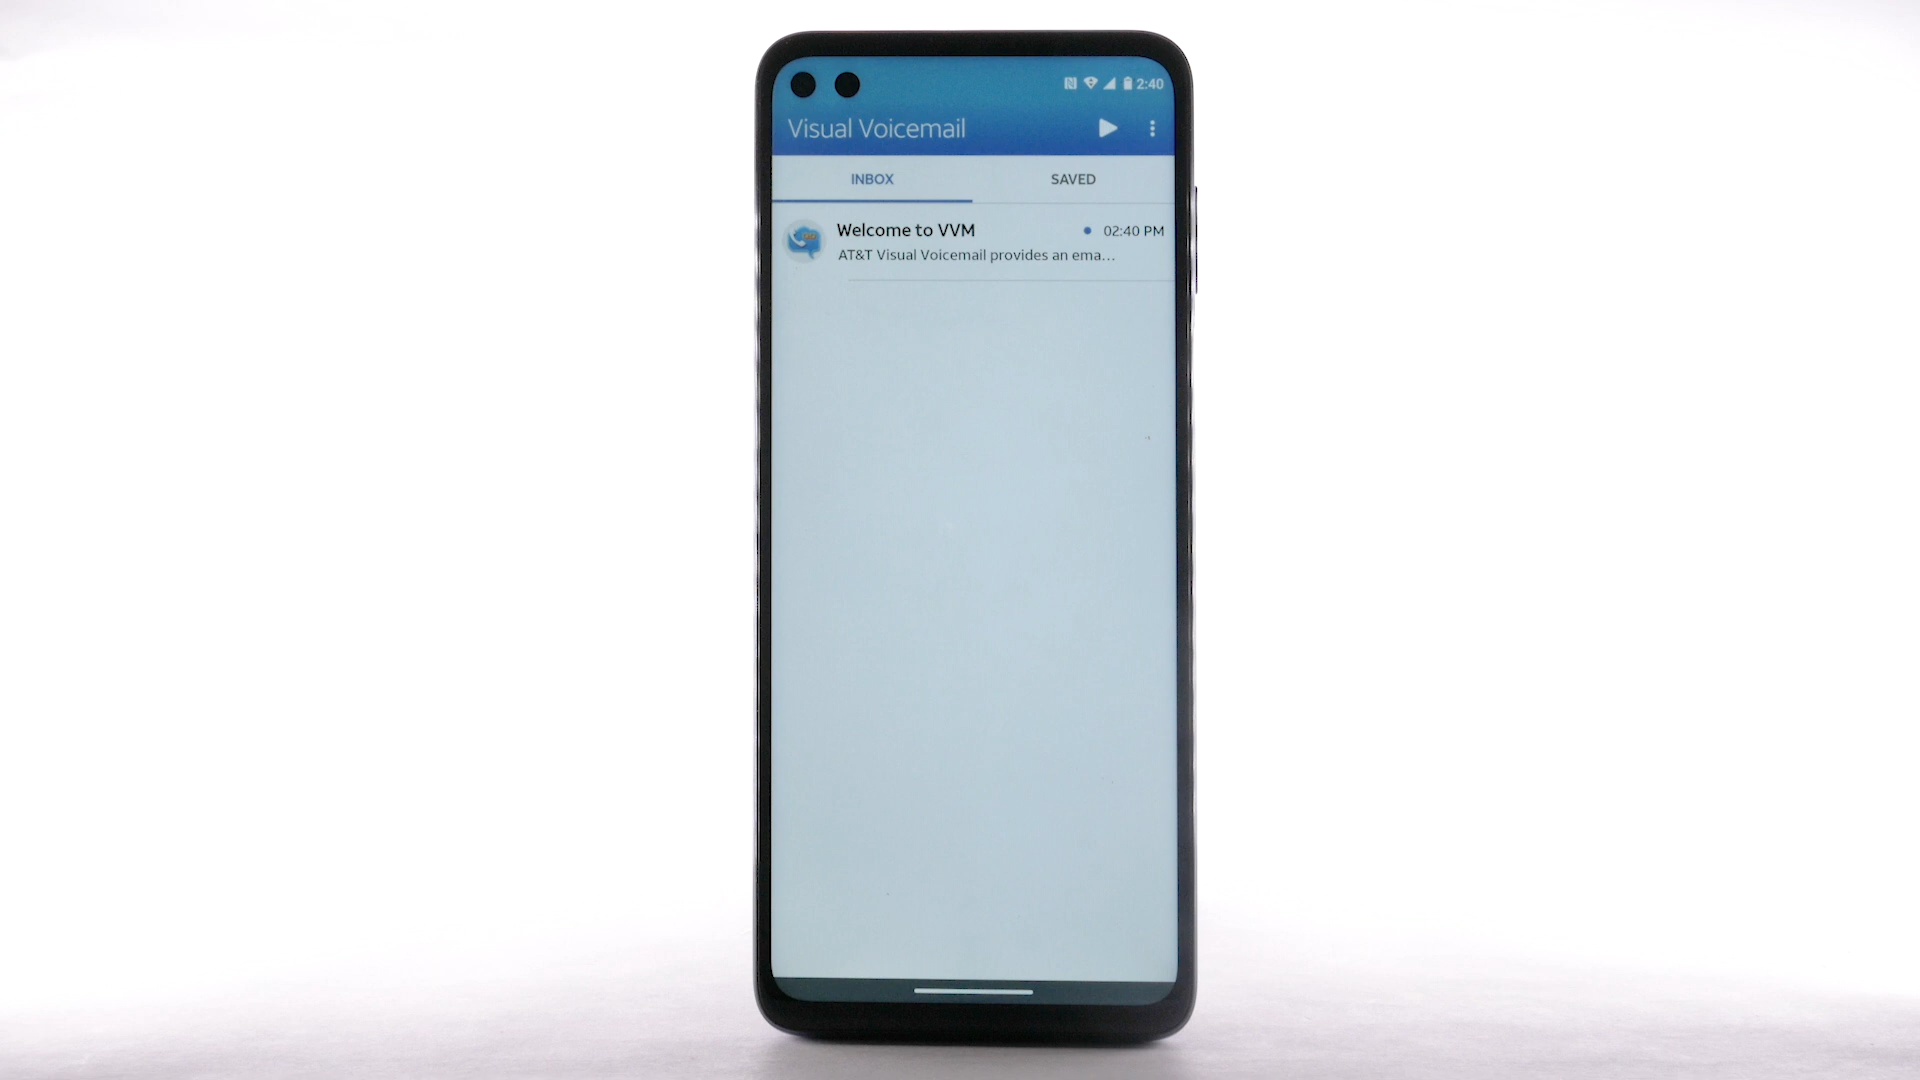 2:40
Visual Voicemail
INBOX SAVED
Welcome to VVM 02:40 PM
AT&T Visual Voicemail provides an ema...